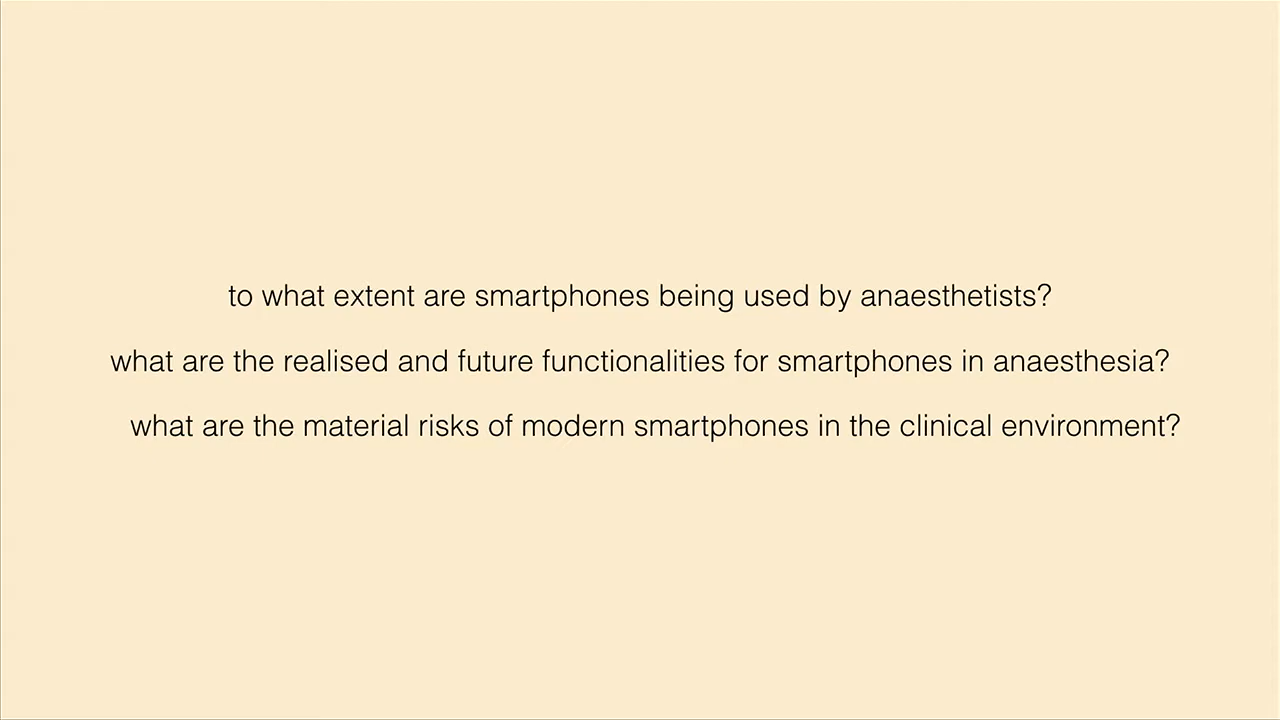 to what extent are smartphones being used by anaesthetists?
what are the realised and future functionalities for smartphones in anaesthesia?
what are the material risks of modern smartphones in the clinical environment?